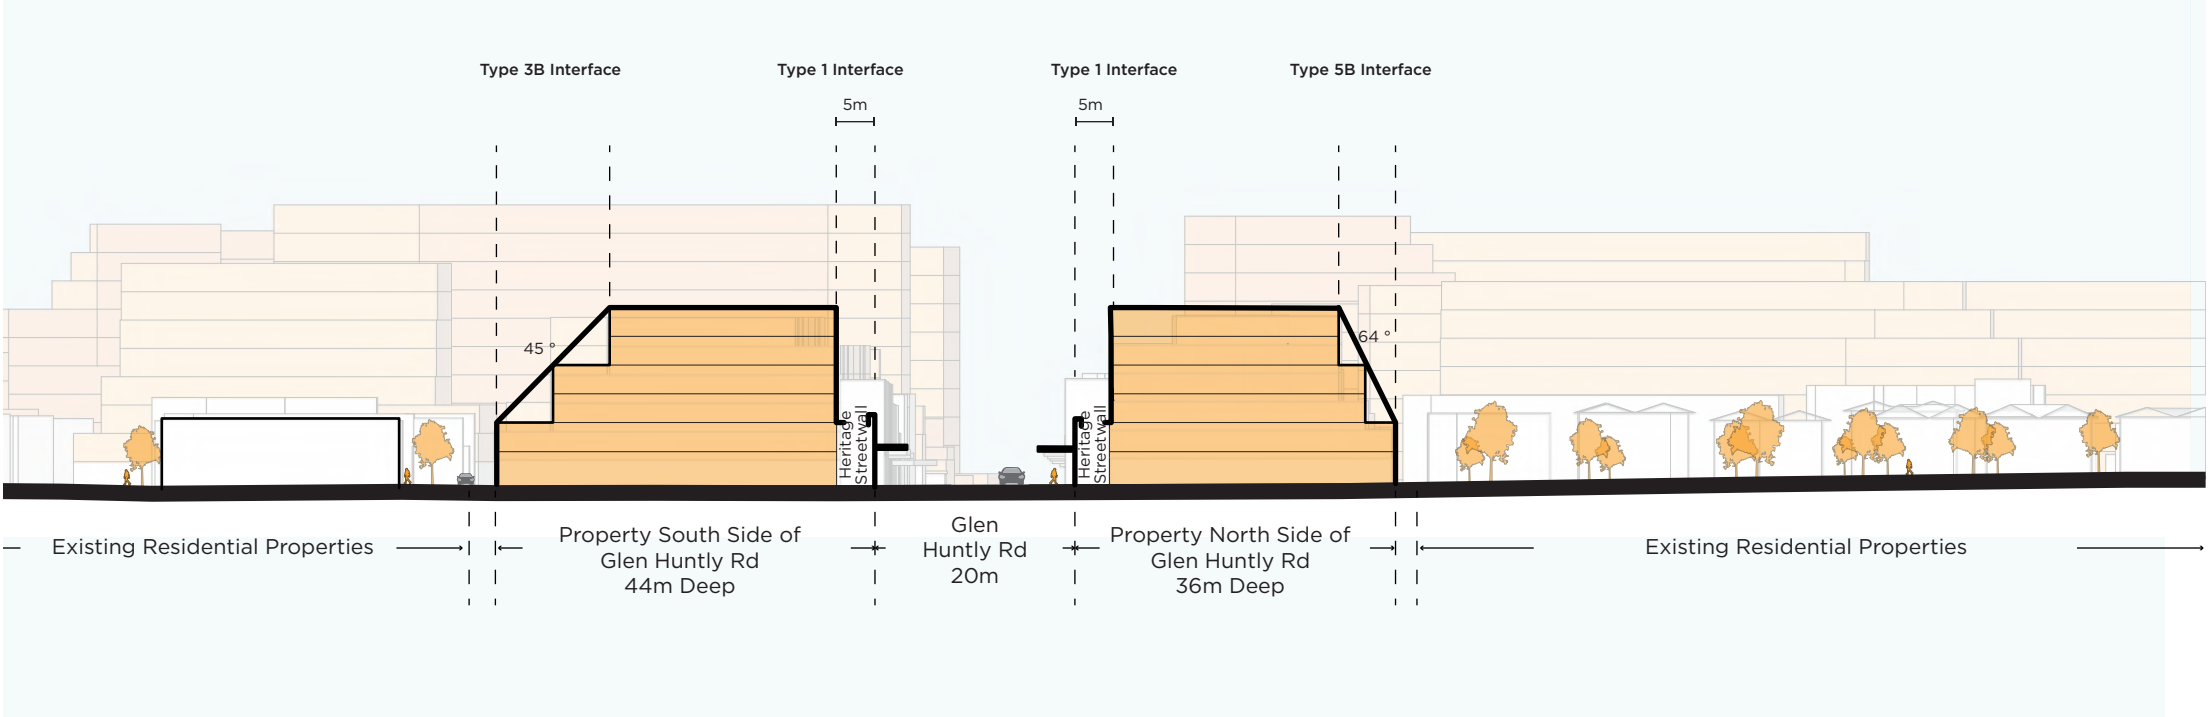 Type 3B Interface
Type 1 Interface
Type 1 Interface
Type 5B Interface
5m
5m
45 °
64 °
Heritage
Streetwall
Heritage
Streetwall
Existing Residential Properties
Property South Side of
Glen Huntly Rd
44m Deep
Glen
Huntly Rd
20m
Property North Side of
Glen Huntly Rd
36m Deep
Existing Residential Properties